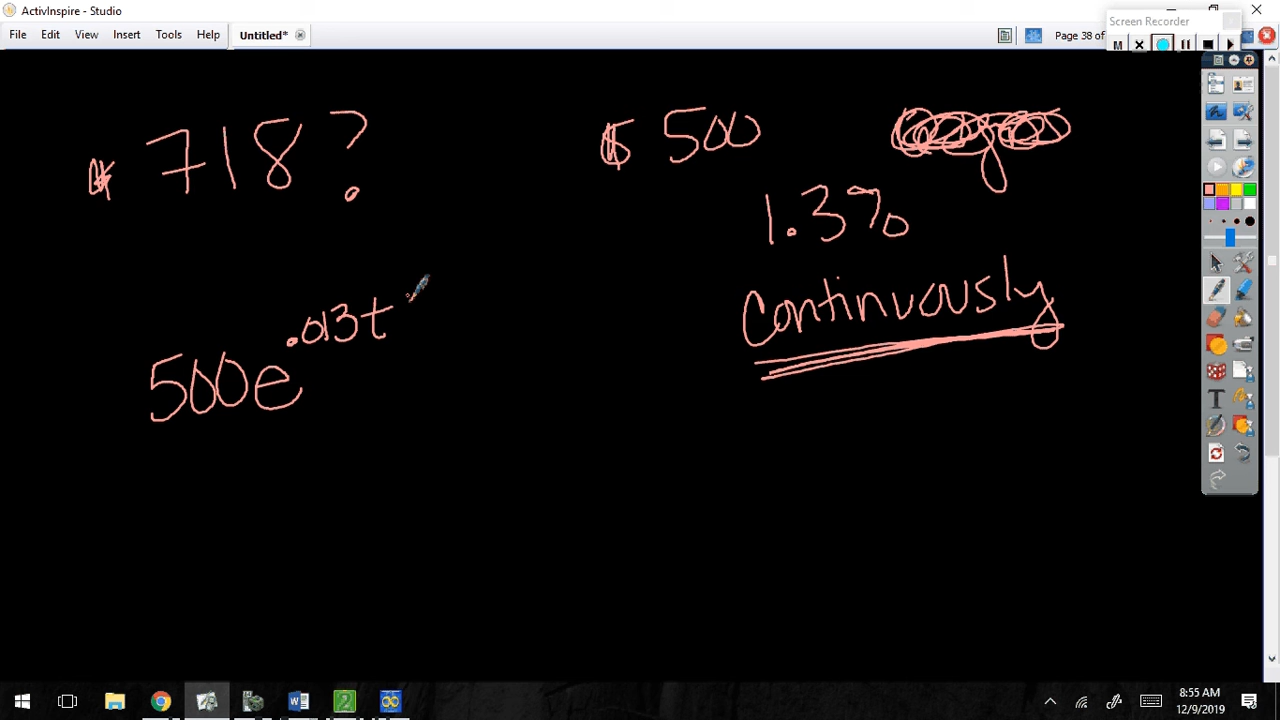 ActivInspire - Studio
Screen Recorder
File Edit View Insert Tools Help Untitled* Page 38 of
M
$ 718?
$ 500
1.3%
Continuously
500e^.013t
8:55 AM
12/9/2019